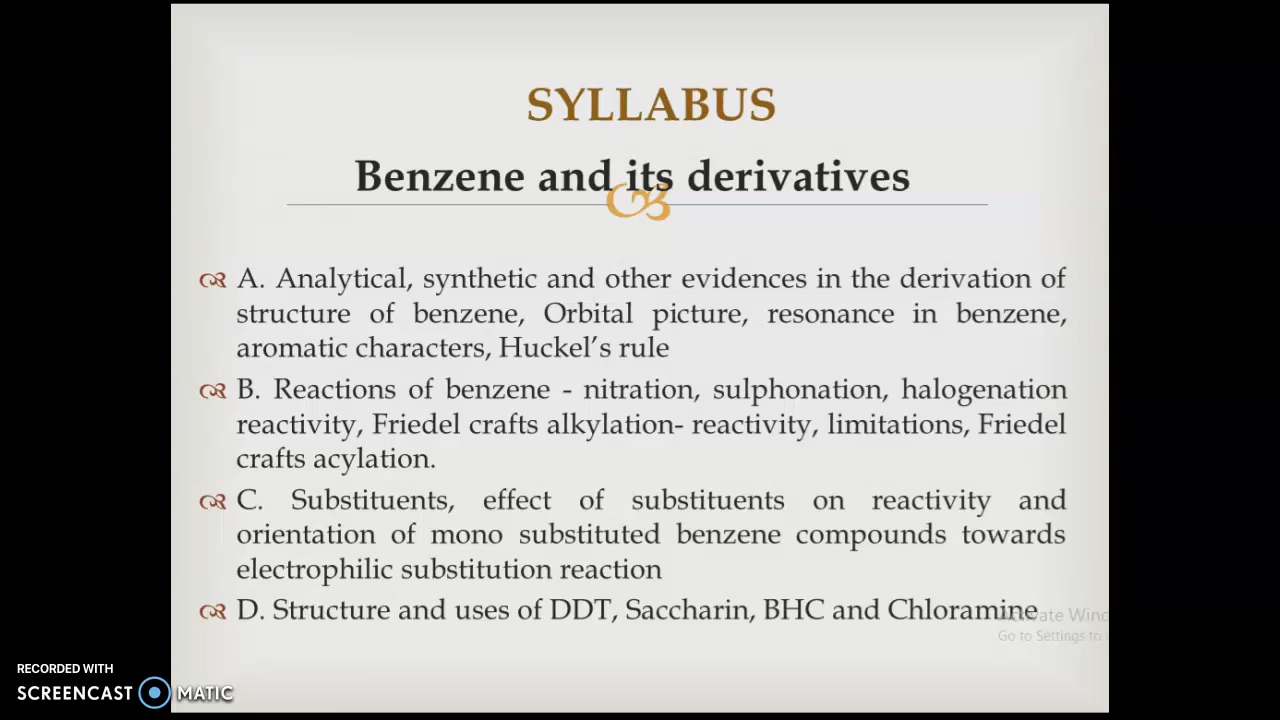 SYLLABUS
Benzene and its derivatives
A. Analytical, synthetic and other evidences in the derivation of
structure of benzene, Orbital picture, resonance in benzene,
aromatic characters, Huckel’s rule
B. Reactions of benzene - nitration, sulphonation, halogenation
reactivity, Friedel crafts alkylation- reactivity, limitations, Friedel
crafts acylation.
C. Substituents, effect of substituents on reactivity and
orientation of mono substituted benzene compounds towards
electrophilic substitution reaction
D. Structure and uses of DDT, Saccharin, BHC and Chloramine
Activate Wind
Go to Settings to
RECORDED WITH
SCREENCAST MATIC